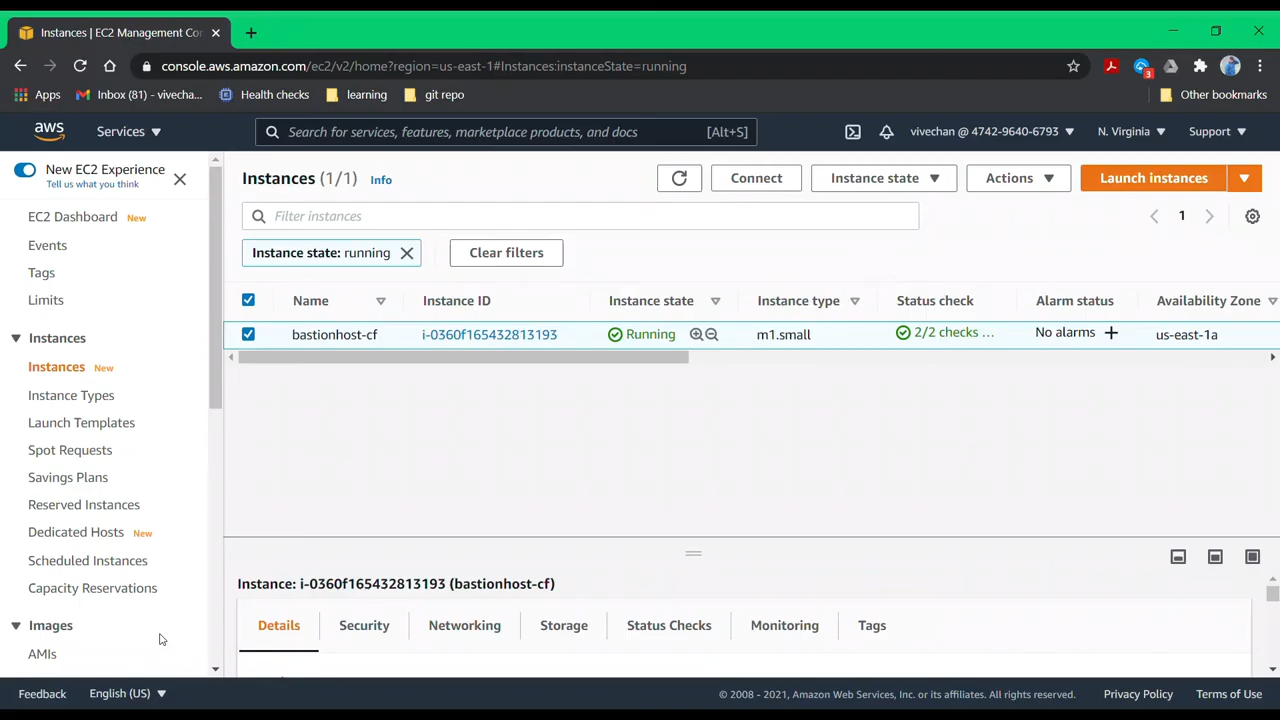 Instances | EC2 Management Con
console.aws.amazon.com/ec2/v2/home?region=us-east-1#Instances:instanceState=running
3
Apps
Inbox (81) - vivecha...
Health checks
learning
git repo
Other bookmarks
aws
Services
Search for services, features, marketplace products, and docs
[Alt+S]
vivechan @ 4742-9640-6793
N. Virginia
Support
New EC2 Experience
Tell us what you think
EC2 Dashboard New
Events
Tags
Limits
Instances
Instances New
Instance Types
Launch Templates
Spot Requests
Savings Plans
Reserved Instances
Dedicated Hosts New
Scheduled Instances
Capacity Reservations
Images
AMIs
Instances (1/1) Info
Connect
Instance state
Actions
Launch instances
Filter instances
1
Instance state: running
Clear filters
Name Instance ID Instance state Instance type Status check Alarm status Availability Zone
bastionhost-cf i-0360f165432813193 Running m1.small 2/2 checks ... No alarms + us-east-1a
Instance: i-0360f165432813193 (bastionhost-cf)
Details Security Networking Storage Status Checks Monitoring Tags
Feedback English (US) © 2008 - 2021, Amazon Web Services, Inc. or its affiliates. All rights reserved. Privacy Policy Terms of Use